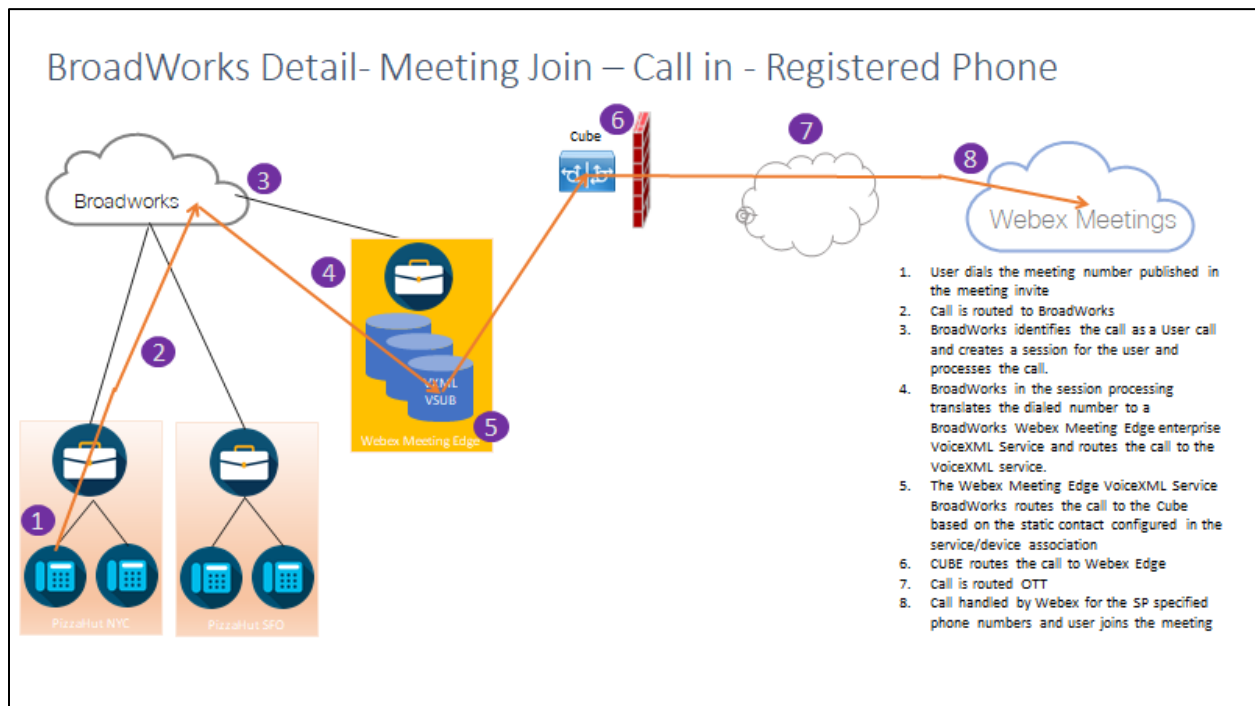 BroadWorks Detail- Meeting Join – Call in - Registered Phone
6
Cube
7
8
3
Broadworks
Webex Meetings
4
2
VXML
VSUB
5
Webex Meeting Edge
1
PizzaHut NYC
PizzaHut SFO
1. User dials the meeting number published in
the meeting invite
2. Call is routed to BroadWorks
3. BroadWorks identifies the call as a User call
and creates a session for the user and
processes the call.
4. BroadWorks in the session processing
translates the dialed number to a
BroadWorks Webex Meeting Edge enterprise
VoiceXML Service and routes the call to the
VoiceXML service.
5. The Webex Meeting Edge VoiceXML Service
BroadWorks routes the call to the Cube
based on the static contact configured in the
service/device association
6. CUBE routes the call to Webex Edge
7. Call is routed OTT
8. Call handled by Webex for the SP specified
phone numbers and user joins the meeting